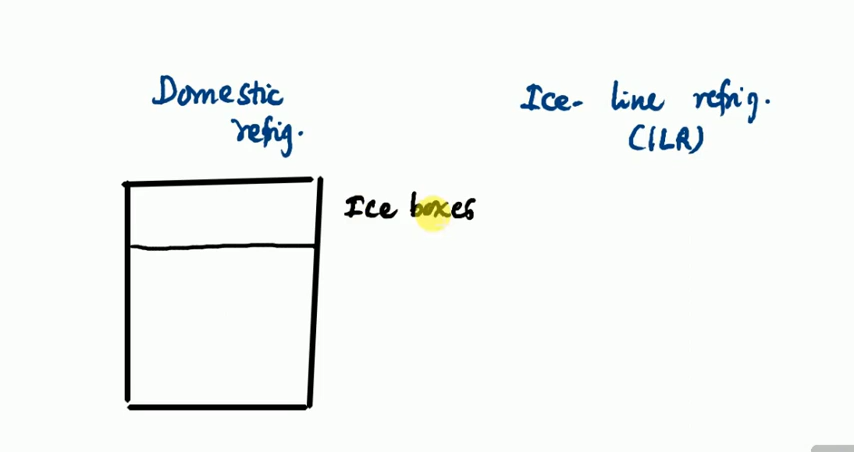 Domestic
refrig.
Ice- line refrig.
(ILR)
Ice boxes